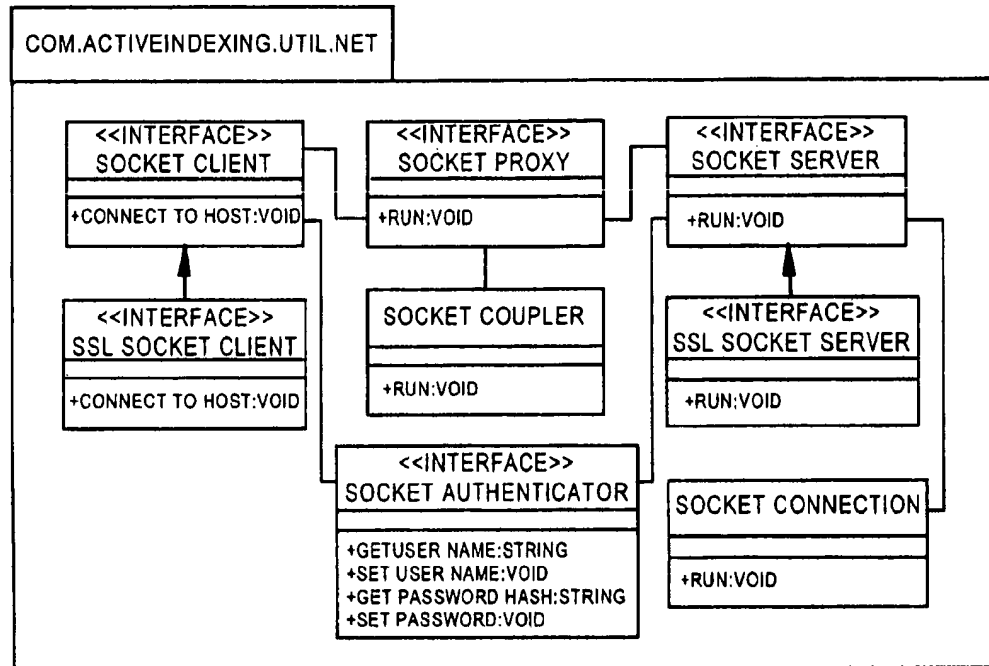 COM.ACTIVEINDEXING.UTIL.NET
<<INTERFACE>>
SOCKET CLIENT
+CONNECT TO HOST:VOID
<<INTERFACE>>
SOCKET PROXY
+RUN:VOID
<<INTERFACE>>
SOCKET SERVER
+RUN:VOID
<<INTERFACE>>
SSL SOCKET CLIENT
+CONNECT TO HOST:VOID
SOCKET COUPLER
+RUN:VOID
<<INTERFACE>>
SSL SOCKET SERVER
+RUN:VOID
<<INTERFACE>>
SOCKET AUTHENTICATOR
+GETUSER NAME:STRING
+SET USER NAME:VOID
+GET PASSWORD HASH:STRING
+SET PASSWORD:VOID
SOCKET CONNECTION
+RUN:VOID